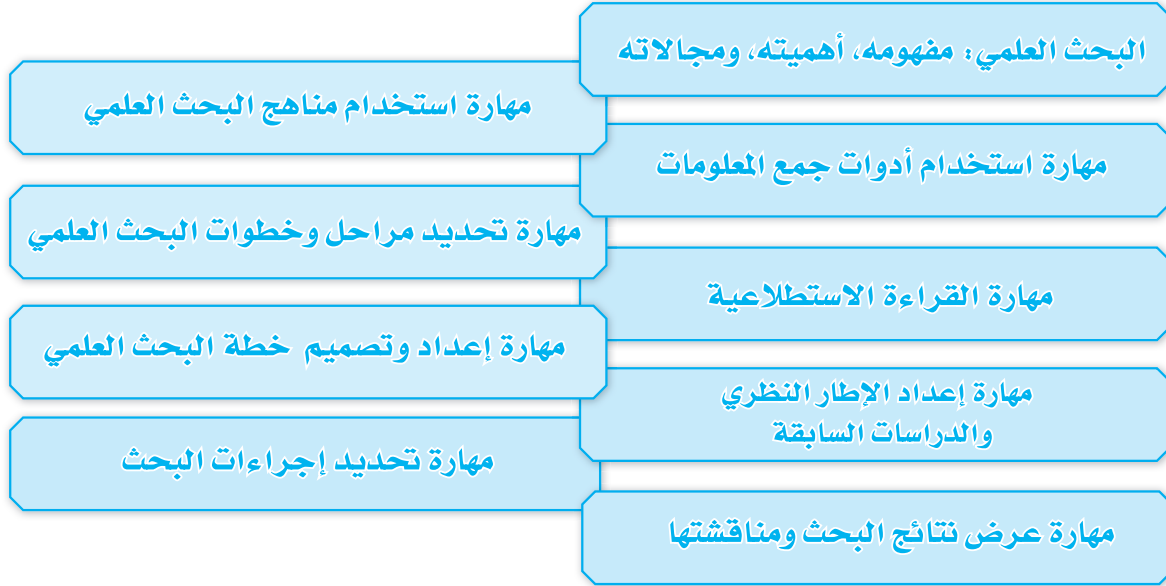 البحث العلمي: مفهومه، أهميته، ومجالاته
مهارة استخدام مناهج البحث العلمي
مهارة استخدام أدوات جمع المعلومات
مهارة تحديد مراحل وخطوات البحث العلمي
مهارة القراءة الاستطلاعية
مهارة إعداد وتصميم خطة البحث العلمي
مهارة إعداد الإطار النظري
والدراسات السابقة
مهارة تحديد إجراءات البحث
مهارة عرض نتائج البحث ومناقشتها